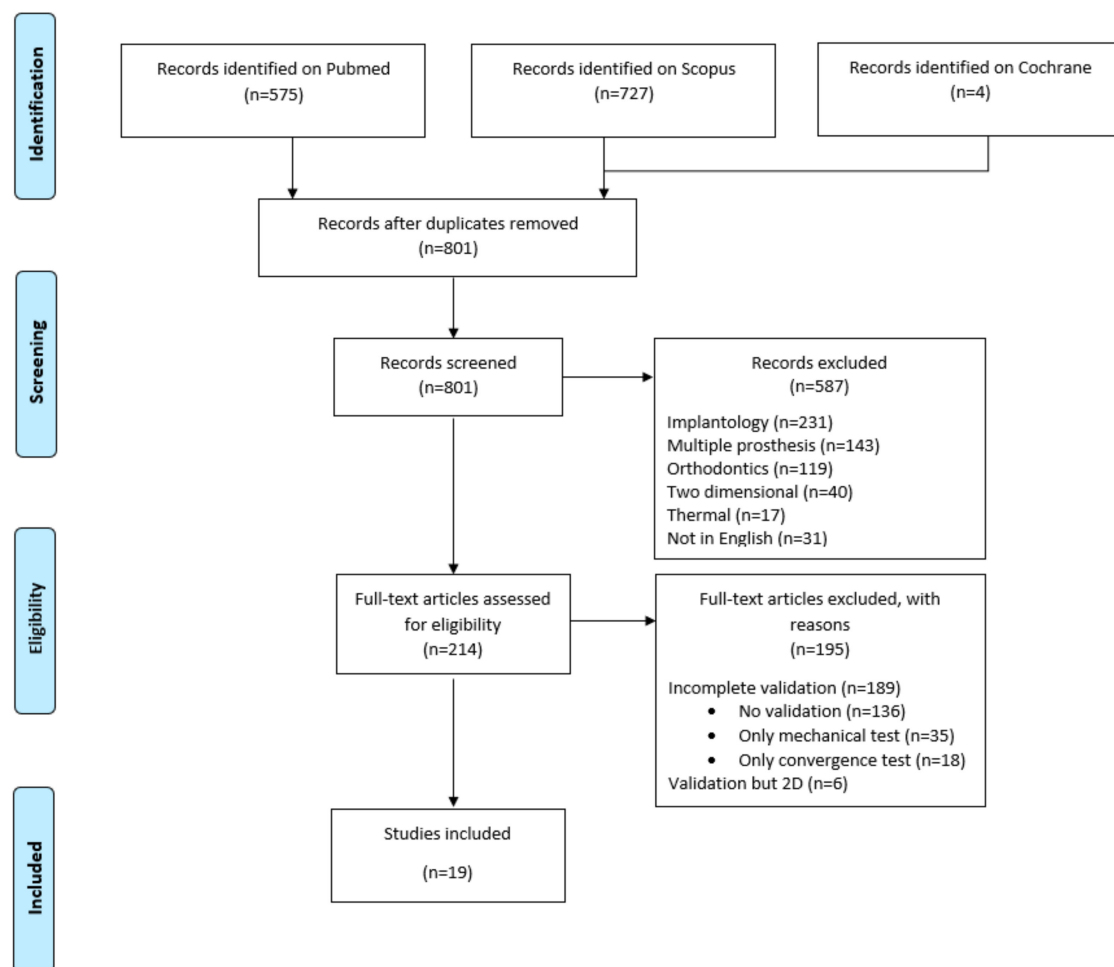 Identification
Records identified on Pubmed
(n=575)
Records identified on Scopus
(n=727)
Records identified on Cochrane
(n=4)
Records after duplicates removed
(n=801)
Screening
Records screened
(n=801)
Records excluded
(n=587)
Implantology (n=231)
Multiple prosthesis (n=143)
Orthodontics (n=119)
Two dimensional (n=40)
Thermal (n=17)
Not in English (n=31)
Eligibility
Full-text articles assessed
for eligibility
(n=214)
Full-text articles excluded, with
reasons
(n=195)
Incomplete validation (n=189)
• No validation (n=136)
• Only mechanical test (n=35)
• Only convergence test (n=18)
Validation but 2D (n=6)
Included
Studies included
(n=19)